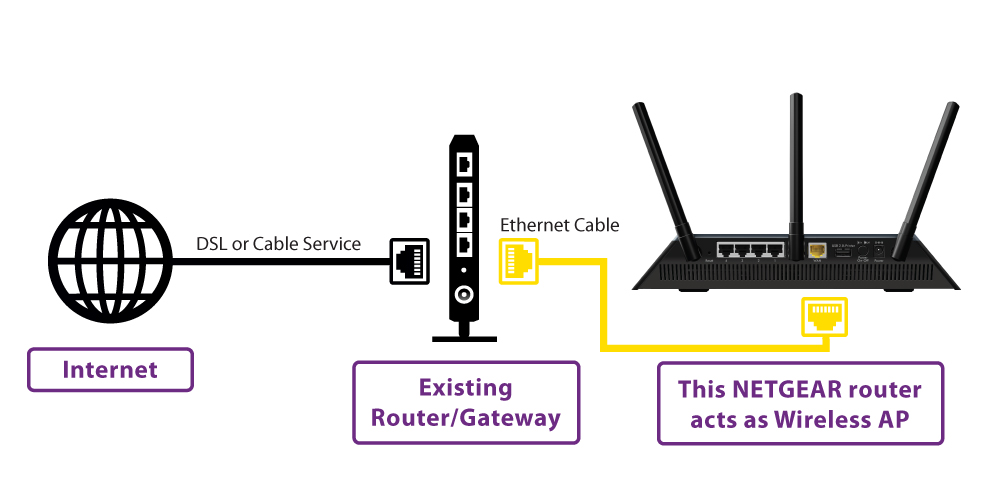 DSL or Cable Service
Ethernet Cable
Internet
Existing
Router/Gateway
This NETGEAR router
acts as Wireless AP